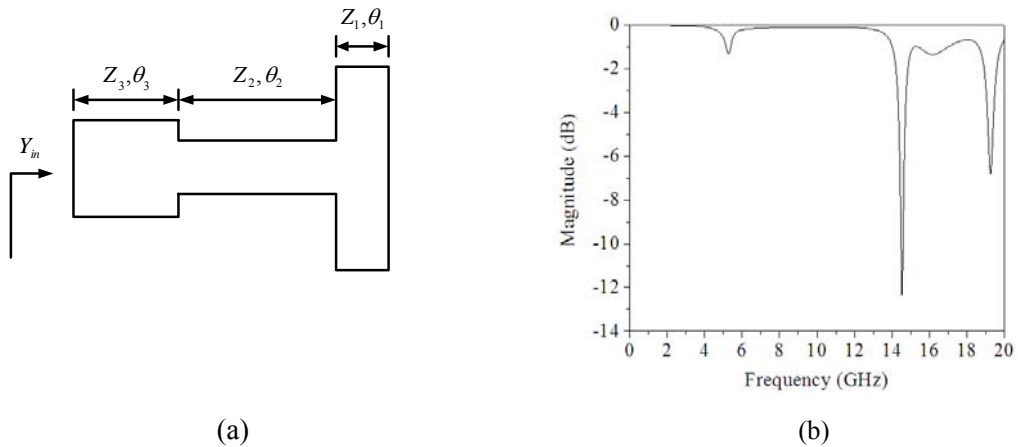 Z₁,θ₁
Z₃,θ₃
Z₂,θ₂
Y_in
(a)
0
-2
-4
-6
-8
-10
-12
-14
Magnitude (dB)
0 2 4 6 8 10 12 14 16 18 20
Frequency (GHz)
(b)